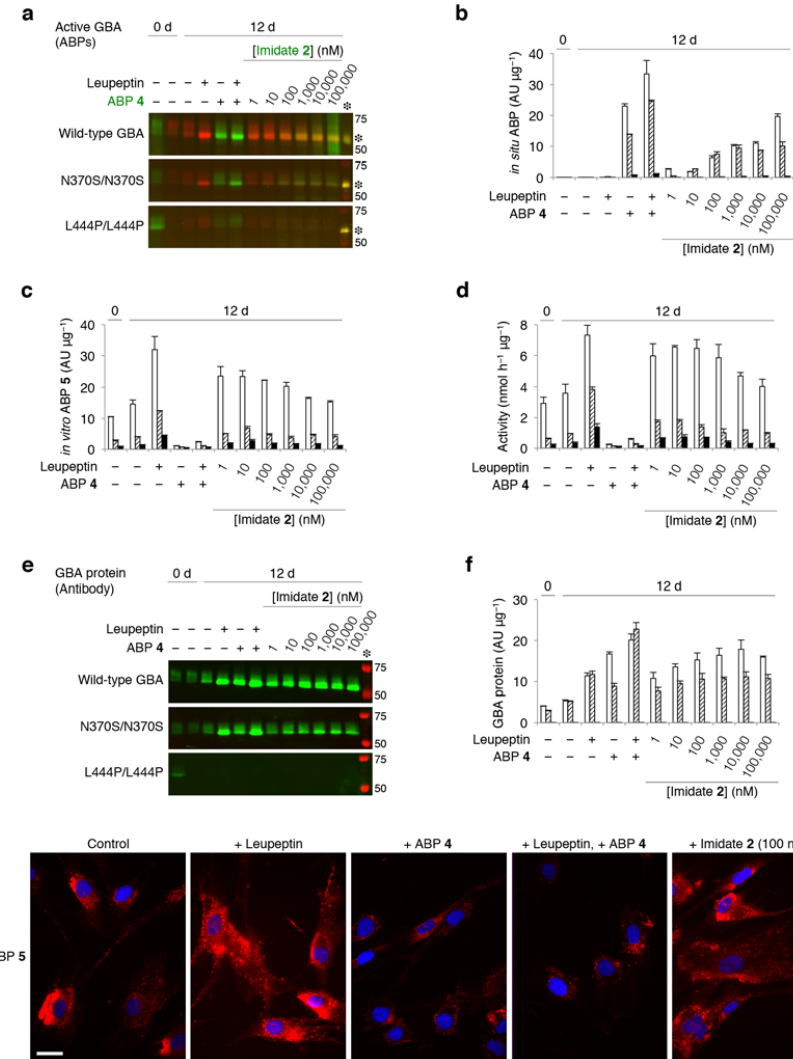 a
Active GBA
(ABPs)
0 d
12 d
[Imidate 2] (nM)
Leupeptin – – – + – + 1 10 100 1,000 10,000 100,000
ABP 4 – – – – + + *
Wild-type GBA
75
*
50
N370S/N370S
75
*
50
L444P/L444P
75
*
50
b
0
12 d
in situ ABP (AU µg⁻¹)
40
30
20
10
0
Leupeptin – – + – + 1 10 100 1,000 10,000 100,000
ABP 4 – – – + +
[Imidate 2] (nM)
c
0
12 d
in vitro ABP 5 (AU µg⁻¹)
40
30
20
10
0
Leupeptin – – + – + 1 10 100 1,000 10,000 100,000
ABP 4 – – – + +
[Imidate 2] (nM)
d
0
12 d
Activity (nmol h⁻¹ µg⁻¹)
8
6
4
2
0
Leupeptin – – + – + 1 10 100 1,000 10,000 100,000
ABP 4 – – – + +
[Imidate 2] (nM)
e
GBA protein
(Antibody)
0 d
12 d
[Imidate 2] (nM)
Leupeptin – – – + – + 1 10 100 1,000 10,000 100,000
ABP 4 – – – – + + *
Wild-type GBA
75
50
N370S/N370S
75
50
L444P/L444P
75
50
f
0
12 d
GBA protein (AU µg⁻¹)
30
20
10
0
Leupeptin – – + – + 1 10 100 1,000 10,000 100,000
ABP 4 – – – + +
[Imidate 2] (nM)
Control
+ Leupeptin
+ ABP 4
+ Leupeptin, + ABP 4
+ Imidate 2 (100 n
BP 5